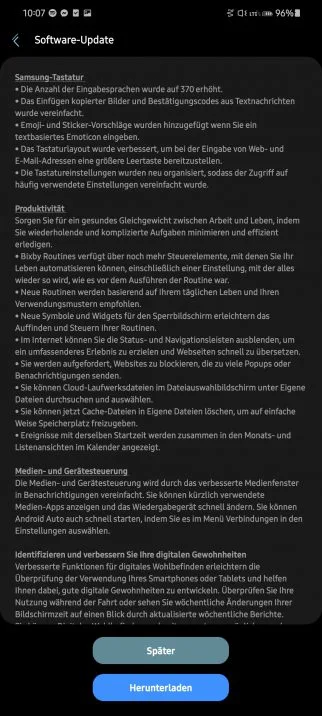 10:07 96%
Software-Update
Samsung-Tastatur
• Die Anzahl der Eingabesprachen wurde auf 370 erhöht.
• Das Einfügen kopierter Bilder und Bestätigungscodes aus Textnachrichten
wurde vereinfacht.
• Emoji- und Sticker-Vorschläge wurden hinzugefügt wenn Sie ein
textbasiertes Emoticon eingeben.
• Das Tastaturlayout wurde verbessert, um bei der Eingabe von Web- und
E-Mail-Adressen eine größere Leertaste bereitzustellen.
• Die Tastatureinstellungen wurden neu organisiert, sodass der Zugriff auf
häufig verwendete Einstellungen vereinfacht wurde.
Produktivität
Sorgen Sie für ein gesundes Gleichgewicht zwischen Arbeit und Leben, indem
Sie wiederholende und komplizierte Aufgaben minimieren und effizient
erledigen.
• Bixby Routines verfügt über noch mehr Steuerelemente, mit denen Sie Ihr
Leben automatisieren können, einschließlich einer Einstellung, mit der alles
wieder so wird, wie es vor dem Ausführen der Routine war.
• Neue Routinen werden basierend auf Ihrem täglichen Leben und Ihren
Verwendungsmustern empfohlen.
• Neue Symbole und Widgets für den Sperrbildschirm erleichtern das
Auffinden und Steuern Ihrer Routinen.
• Im Internet können Sie die Status- und Navigationsleisten ausblenden, um
ein umfassenderes Erlebnis zu erzielen und Webseiten schnell zu übersetzen.
• Sie werden aufgefordert, Websites zu blockieren, die zu viele Popups oder
Benachrichtigungen senden.
• Sie können Cloud-Laufwerksdateien im Dateiauswahlbildschirm unter Eigene
Dateien durchsuchen und auswählen.
• Sie können jetzt Cache-Dateien in Eigene Dateien löschen, um auf einfache
Weise Speicherplatz freizugeben.
• Ereignisse mit derselben Startzeit werden zusammen in den Monats- und
Listenansichten im Kalender angezeigt.
Medien- und Gerätesteuerung
Die Medien- und Gerätesteuerung wird durch das verbesserte Medienfenster
in Benachrichtigungen vereinfacht. Sie können kürzlich verwendete
Medien-Apps anzeigen und das Wiedergabegerät schnell ändern. Sie können
Android Auto auch schnell starten, indem Sie es im Menü Verbindungen in den
Einstellungen auswählen.
Identifizieren und verbessern Sie Ihre digitalen Gewohnheiten
Verbesserte Funktionen für digitales Wohlbefinden erleichtern die
Überprüfung der Verwendung Ihres Smartphones oder Tablets und helfen
Ihnen dabei, gute digitale Gewohnheiten zu entwickeln. Überprüfen Sie Ihre
Nutzung während der Fahrt oder sehen Sie wöchentliche Änderungen Ihrer
Bildschirmzeit auf einen Blick durch aktualisierte wöchentliche Berichte.
Später
Herunterladen